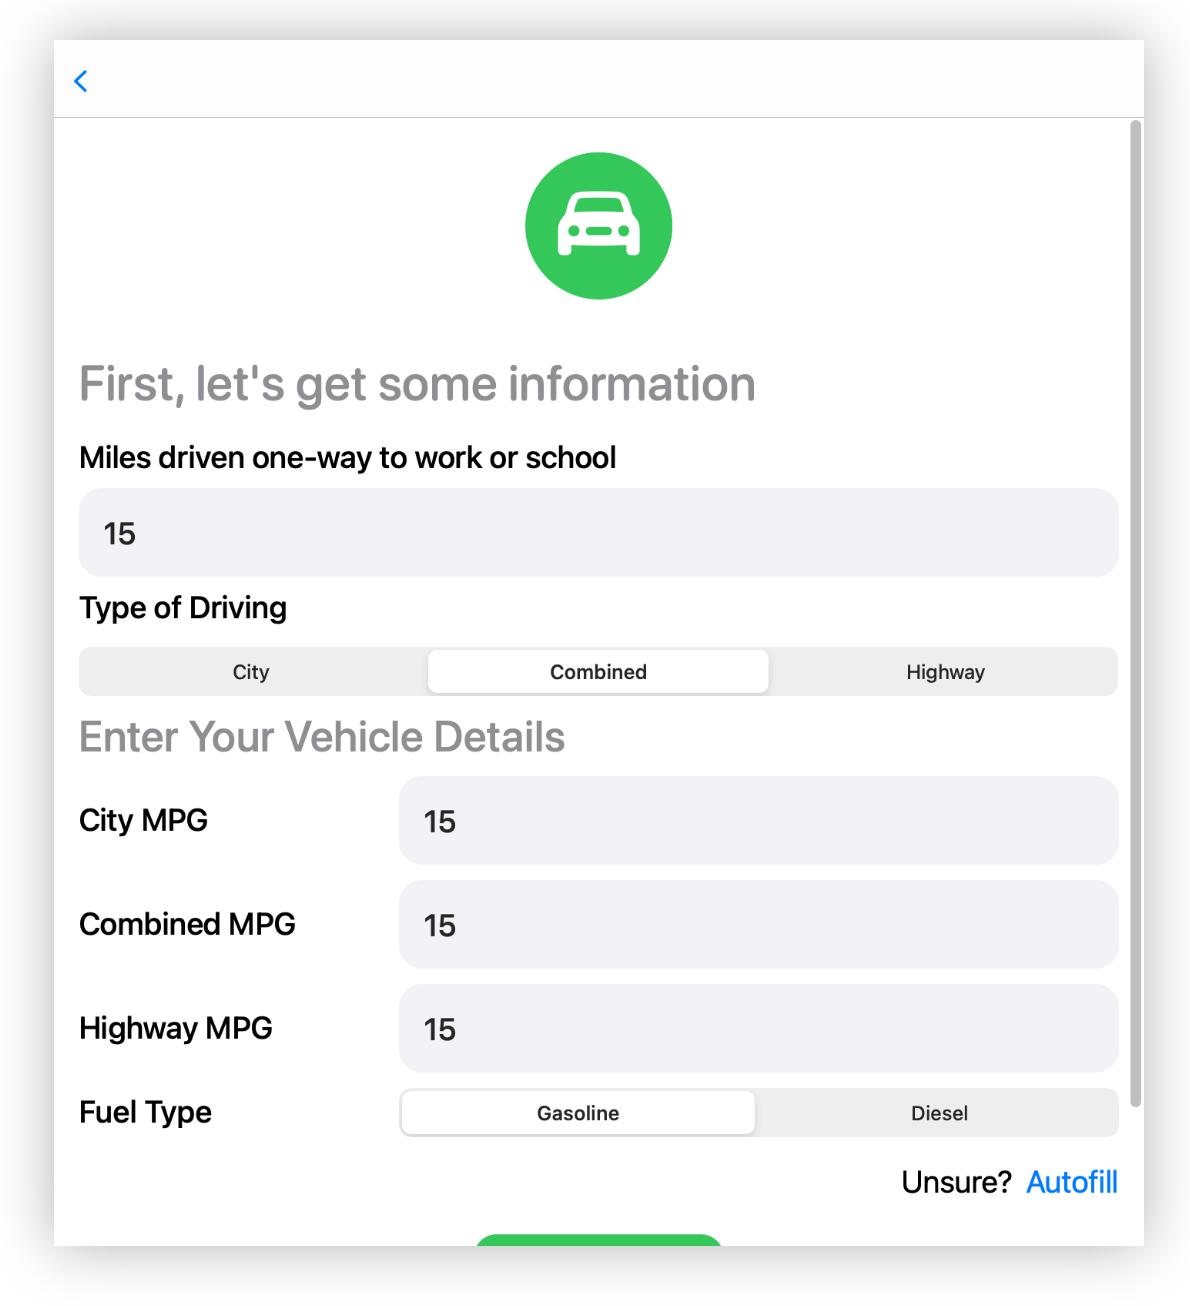 First, let's get some information
Miles driven one-way to work or school
15
Type of Driving
City Combined Highway
Enter Your Vehicle Details
City MPG 15
Combined MPG 15
Highway MPG 15
Fuel Type Gasoline Diesel
Unsure? Autofill